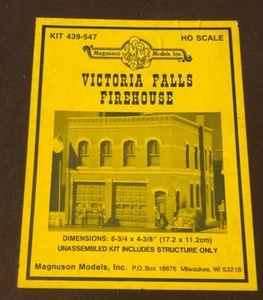 KIT 439-547
HO SCALE
Magnuson Models Inc.
VICTORIA FALLS
FIREHOUSE
DIMENSIONS: 6-3/4 x 4-3/8" (17.2 x 11.2cm)
UNASSEMBLED KIT INCLUDES STRUCTURE ONLY
Magnuson Models, Inc. P.O. Box 18676 Milwaukee, WI 53218